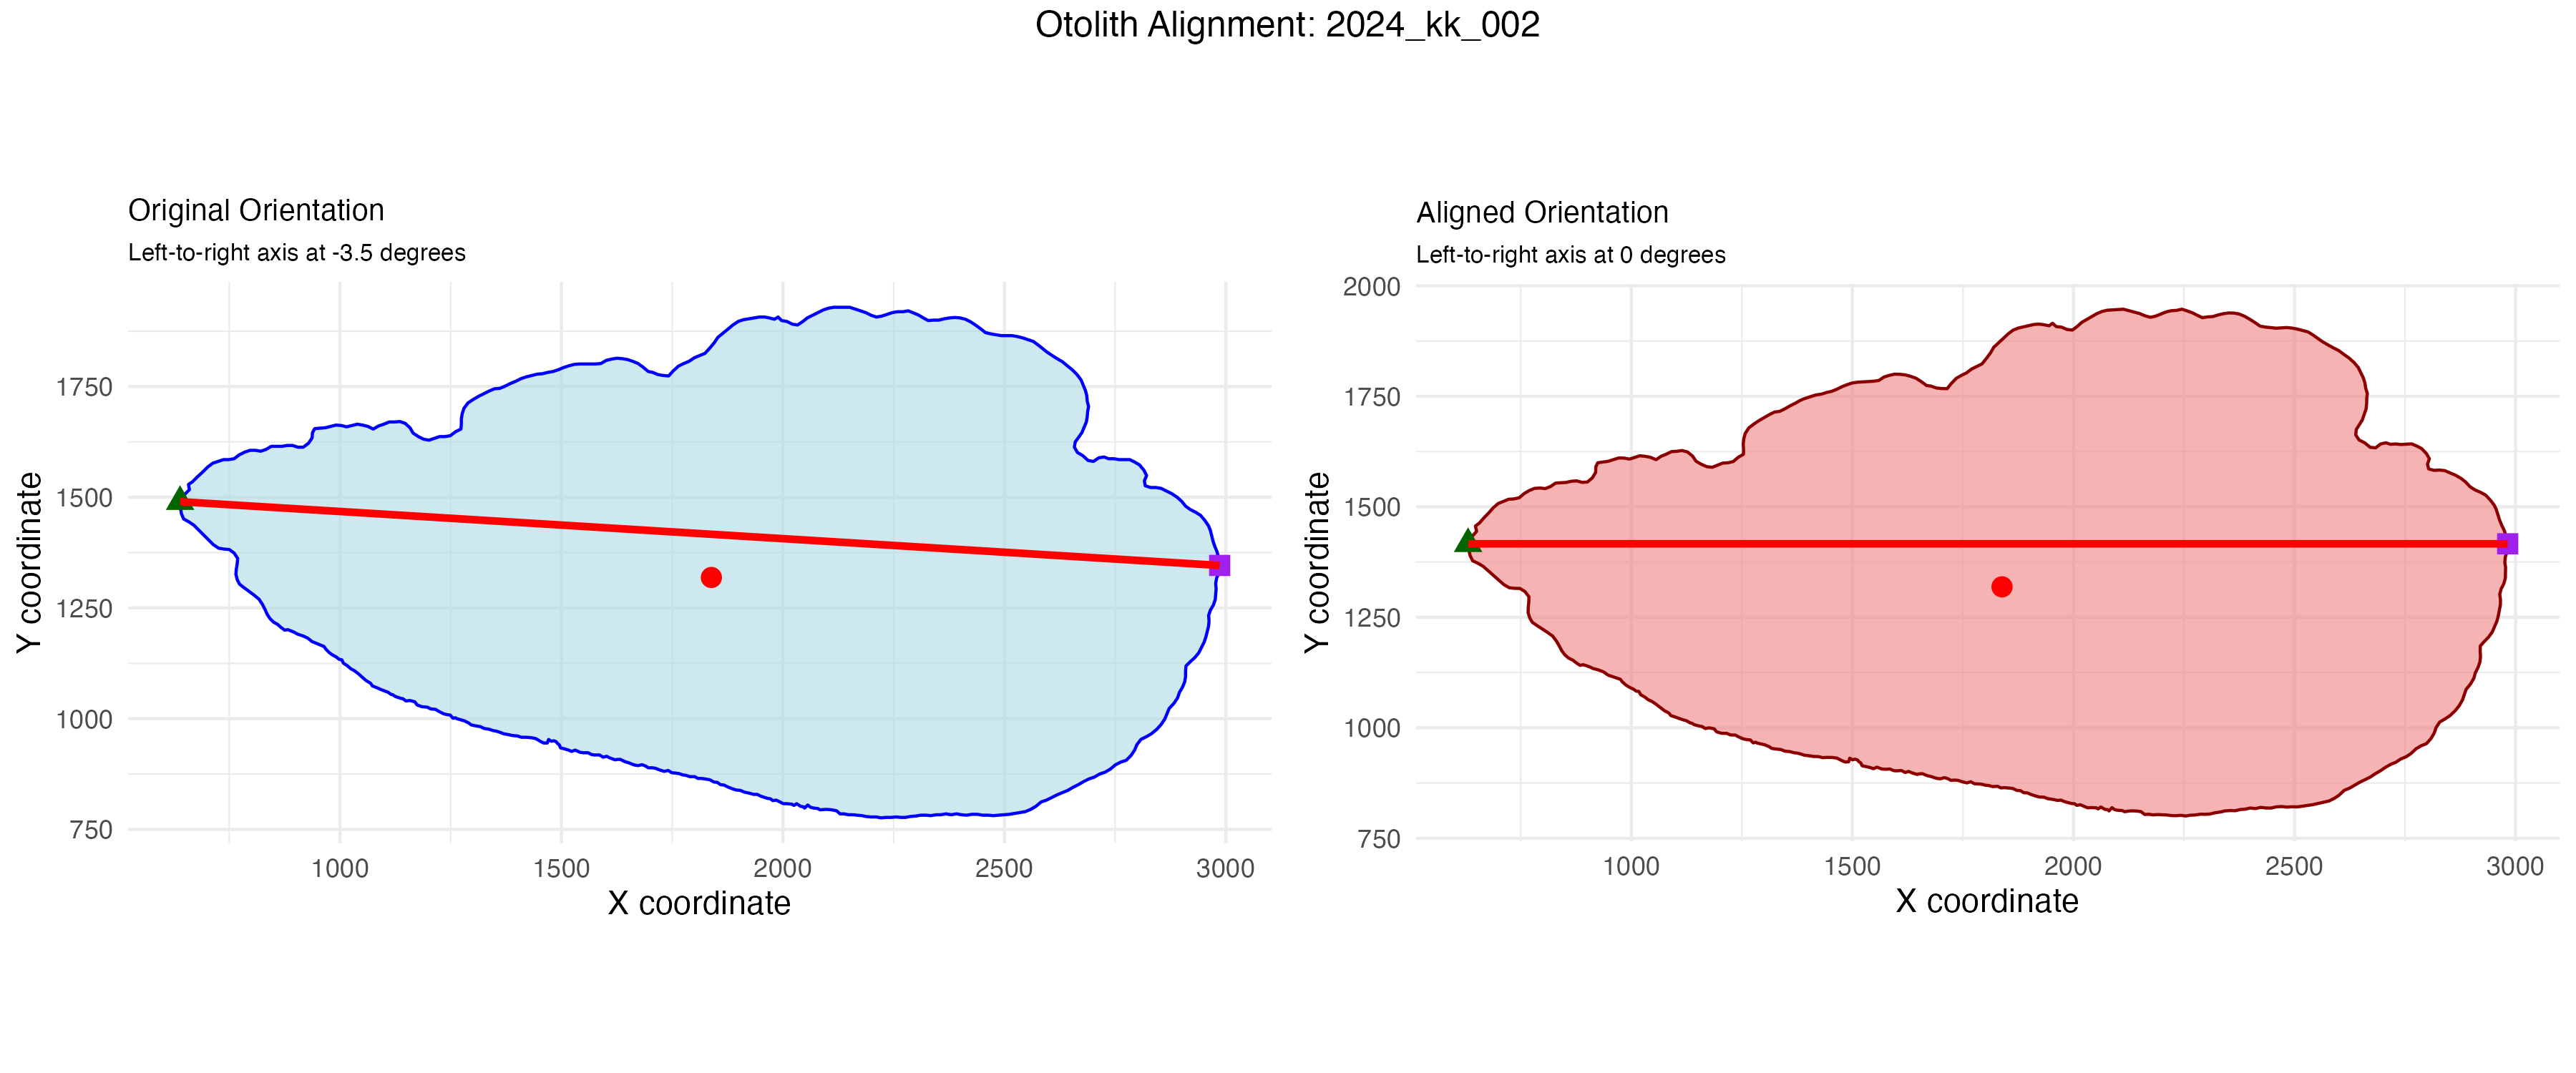 Otolith Alignment: 2024_kk_002
Original Orientation
Left-to-right axis at -3.5 degrees
1750
1500
1250
1000
750
Y coordinate
1000 1500 2000 2500 3000
X coordinate
Aligned Orientation
Left-to-right axis at 0 degrees
2000
1750
1500
1250
1000
750
Y coordinate
1000 1500 2000 2500 3000
X coordinate